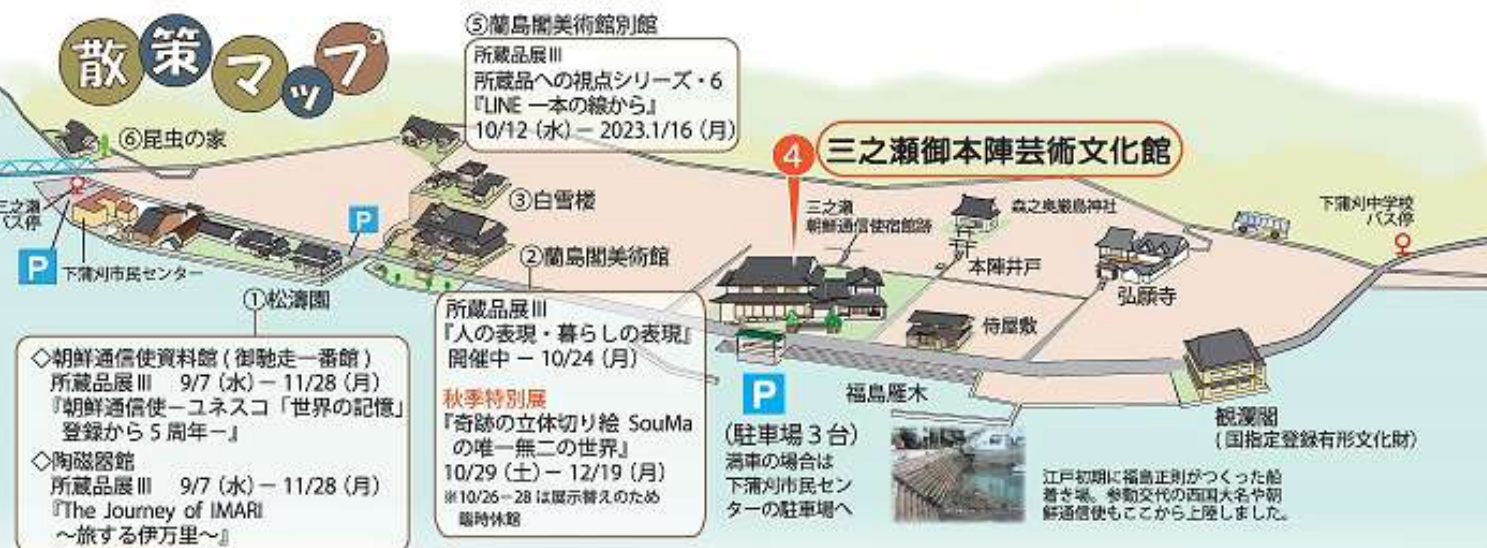 散策マップ
⑤蘭島閣美術館別館
所蔵品展Ⅲ
所蔵品への視点シリーズ・6
『LINE 一本の線から』
10/12（水）－ 2023.1/16（月）
⑥昆虫の家
④
三之瀬御本陣芸術文化館
③白雪楼
三之瀬
バス停
P
P
下蒲刈市民センター
①松濤園
②蘭島閣美術館
三之瀬
朝鮮通信使宿館跡
森之奥厳島神社
本陣井戸
弘願寺
侍屋敷
下蒲刈中学校
バス停
◇朝鮮通信使資料館 ( 御馳走一番館 )
所蔵品展Ⅲ 9/7（水）－ 11/28（月）
『朝鮮通信使－ユネスコ「世界の記憶」
登録から 5 周年－』
◇陶磁器館
所蔵品展Ⅲ 9/7（水）－ 11/28（月）
『The Journey of IMARI
～旅する伊万里～』
所蔵品展Ⅲ
『人の表現・暮らしの表現』
開催中 － 10/24（月）
秋季特別展
『奇跡の立体切り絵 SouMa
の唯一無二の世界』
10/29（土）－ 12/19（月）
※10/26－28 は展示替えのため
臨時休館
P
（駐車場 3 台）
満車の場合は
下蒲刈市民セン
ターの駐車場へ
福島雁木
観瀾閣
( 国指定登録有形文化財 )
江戸初期に福島正則がつくった船
着き場。参勤交代の西国大名や朝
鮮通信使もここから上陸しました。